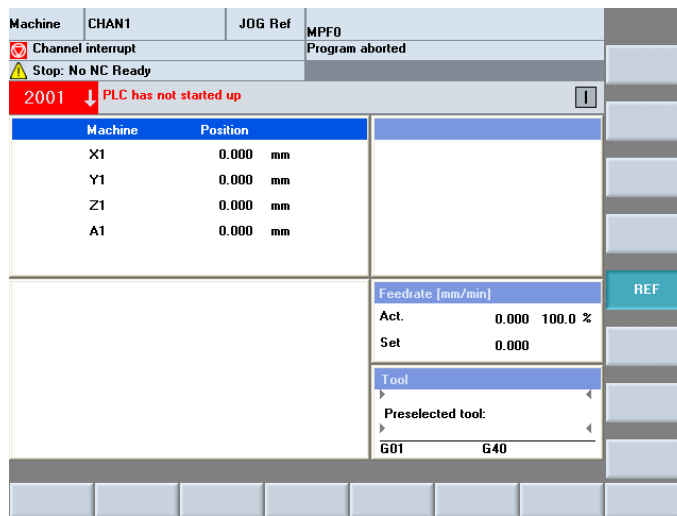 Machine CHAN1 JOG Ref MPF0
Channel interrupt Program aborted
Stop: No NC Ready
2001 PLC has not started up
Machine Position
X1 0.000 mm
Y1 0.000 mm
Z1 0.000 mm
A1 0.000 mm
REF
Feedrate [mm/min]
Act. 0.000 100.0 %
Set 0.000
Tool
Preselected tool:
G01 G40